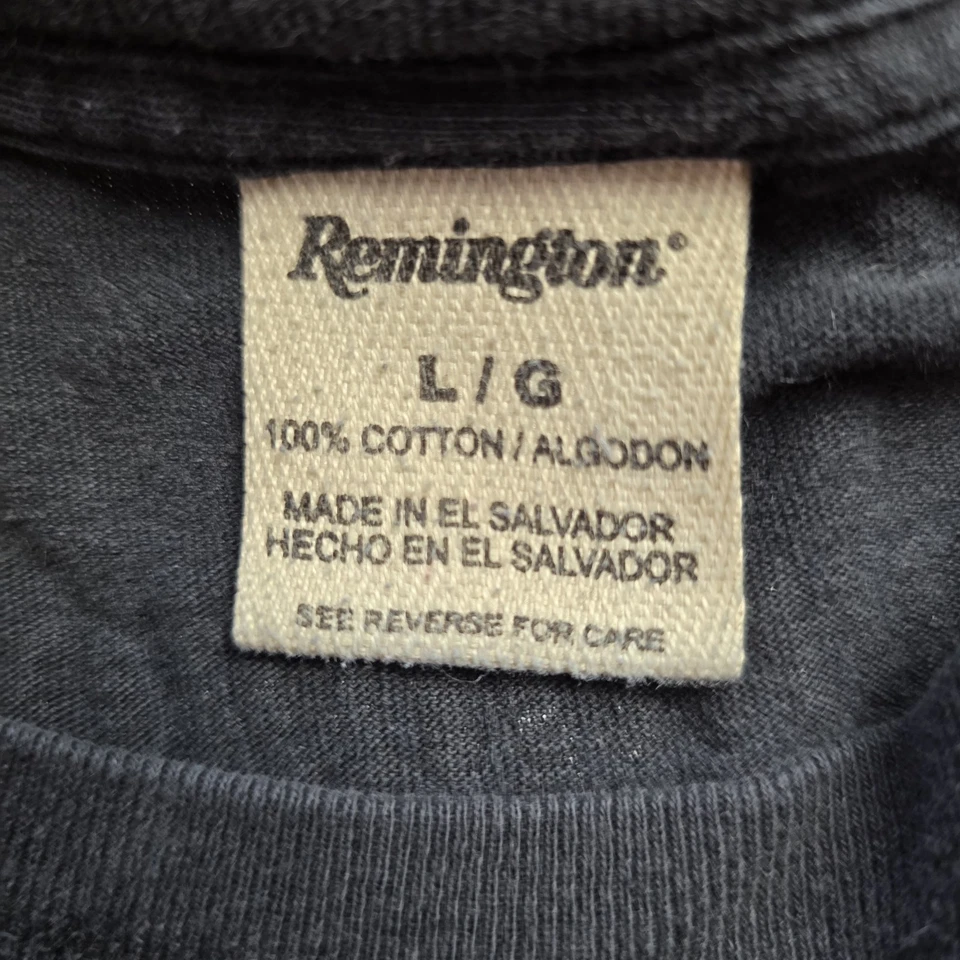 Remington®
L / G
100% COTTON / ALGODON
MADE IN EL SALVADOR
HECHO EN EL SALVADOR
SEE REVERSE FOR CARE